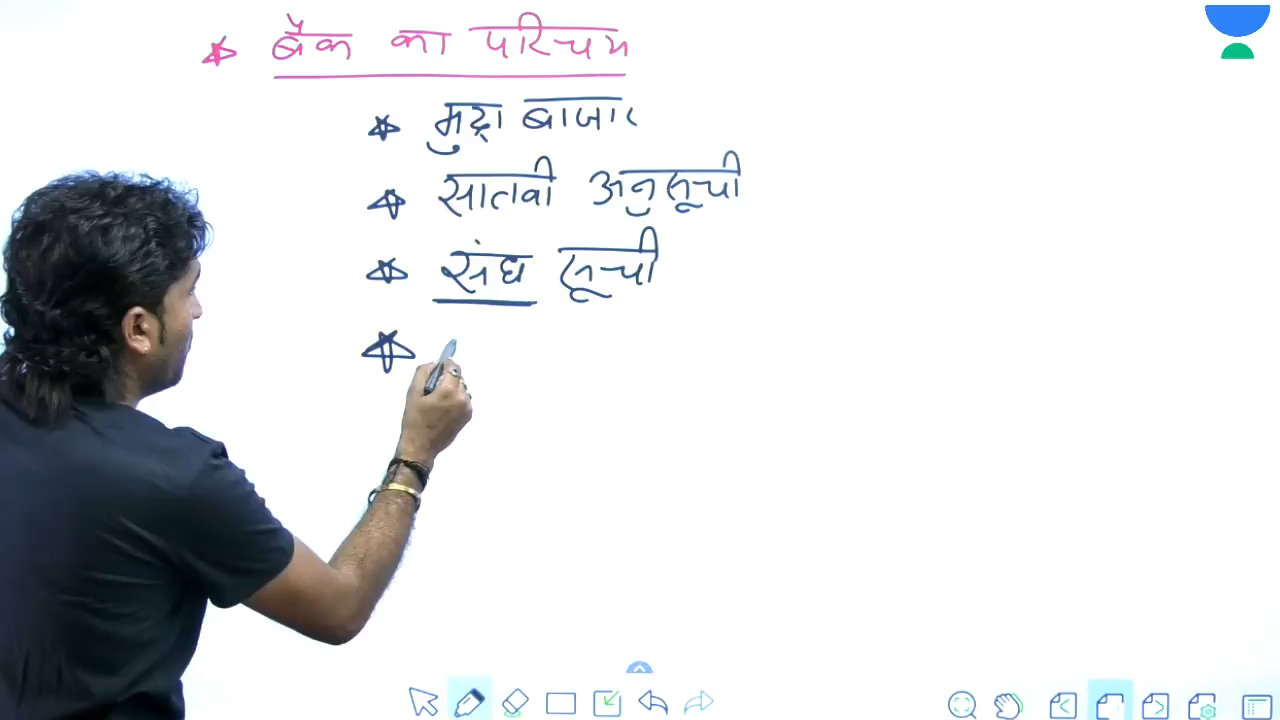 बैंक का परिचय
मुद्रा बाजार
सातवी अनुसूची
संघ सूची